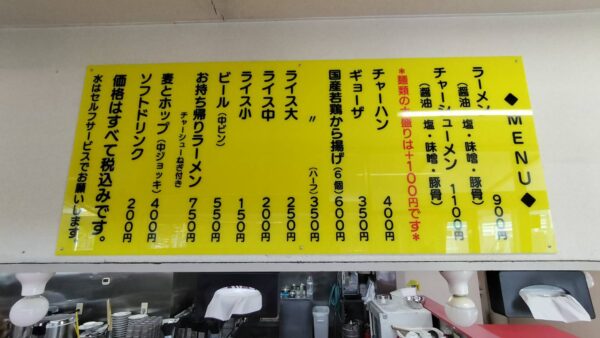 ◆MENU◆
ラーメン 900円
(醤油・塩・味噌・豚骨)
チャーシューメン 1100円
(醤油・塩・味噌・豚骨)
*麺類の大盛りは+100円です*
チャーハン 400円
ギョーザ 350円
国産若鶏から揚げ(6個)600円
〃 (ハーフ)350円
ライス大 250円
ライス中 200円
ライス小 150円
ビール(中ビン) 550円
お持ち帰りラーメン 750円
チャーシューねぎ付き
麦とホップ(中ジョッキ)400円
ソフトドリンク 200円
価格はすべて税込みです。
水はセルフサービスでお願いします